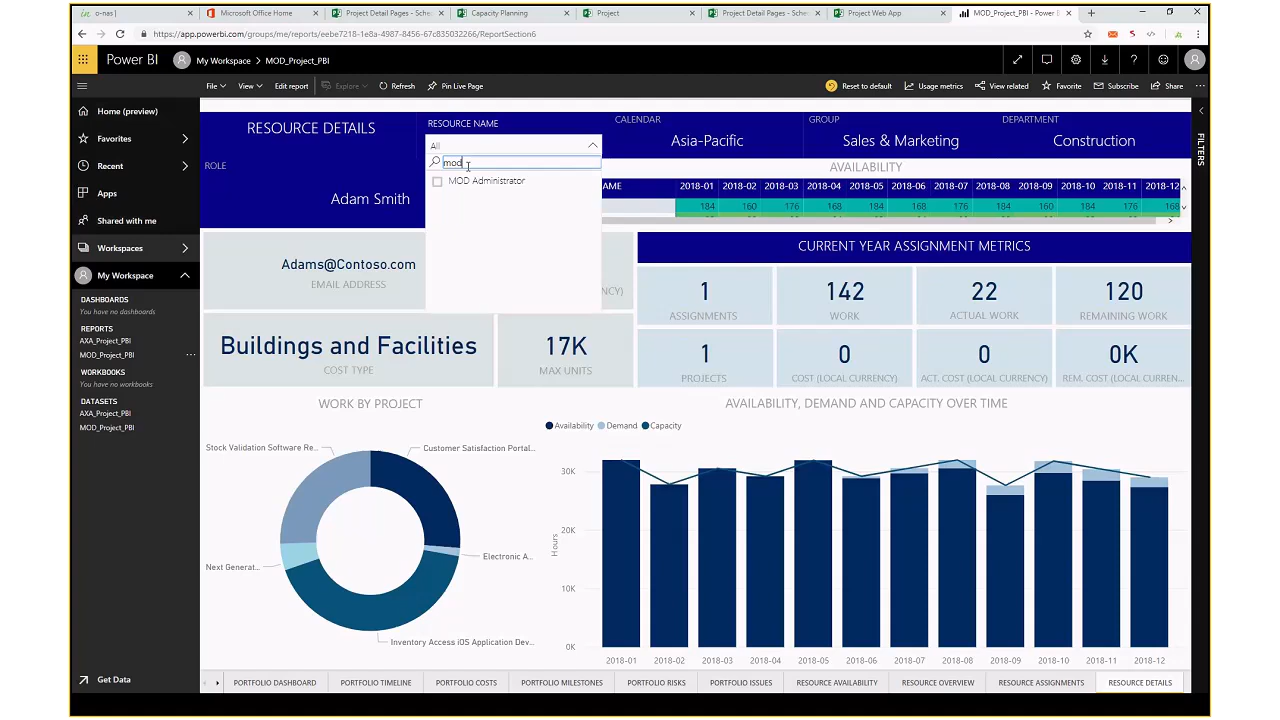 o-nas |
Microsoft Office Home
Project Detail Pages - Schec
Capacity Planning
Project
Project Detail Pages - Schec
Project Web App
MOD_Project_PBI - Power B
https://app.powerbi.com/groups/me/reports/eebe7218-1e8a-4987-8456-67c835032266/ReportSection6
Power BI
My Workspace > MOD_Project_PBI
File View Edit report Explore Refresh Pin Live Page
Reset to default Usage metrics View related Favorite Subscribe Share ...
Home (preview)
Favorites
Recent
Apps
Shared with me
Workspaces
My Workspace
DASHBOARDS
You have no dashboards
REPORTS
AXA_Project_PBI
MOD_Project_PBI ...
WORKBOOKS
You have no workbooks
DATASETS
AXA_Project_PBI
MOD_Project_PBI
Get Data
RESOURCE DETAILS
ROLE
Adam Smith
RESOURCE NAME
All
mod
MOD Administrator
CALENDAR
Asia-Pacific
GROUP
Sales & Marketing
DEPARTMENT
Construction
AVAILABILITY
AME 2018-01 2018-02 2018-03 2018-04 2018-05 2018-06 2018-07 2018-08 2018-09 2018-10 2018-11 2018-12
184 160 176 168 184 168 176 184 160 184 176 168
FILTERS
Adams@Contoso.com
EMAIL ADDRESS
NCY)
Buildings and Facilities
COST TYPE
17K
MAX UNITS
CURRENT YEAR ASSIGNMENT METRICS
1 142 22 120
ASSIGNMENTS WORK ACTUAL WORK REMAINING WORK
1 0 0 0K
PROJECTS COST (LOCAL CURRENCY) ACT. COST (LOCAL CURRENCY) REM. COST (LOCAL CURREN...
WORK BY PROJECT
Stock Validation Software Re...
Customer Satisfaction Portal...
Electronic A...
Next Generat...
Inventory Access iOS Application Dev...
AVAILABILITY, DEMAND AND CAPACITY OVER TIME
Availability Demand Capacity
30K
20K
10K
0K
Hours
2018-01 2018-02 2018-03 2018-04 2018-05 2018-06 2018-07 2018-08 2018-09 2018-10 2018-11 2018-12
PORTFOLIO DASHBOARD PORTFOLIO TIMELINE PORTFOLIO COSTS PORTFOLIO MILESTONES PORTFOLIO RISKS PORTFOLIO ISSUES RESOURCE AVAILABILITY RESOURCE OVERVIEW RESOURCE ASSIGNMENTS RESOURCE DETAILS